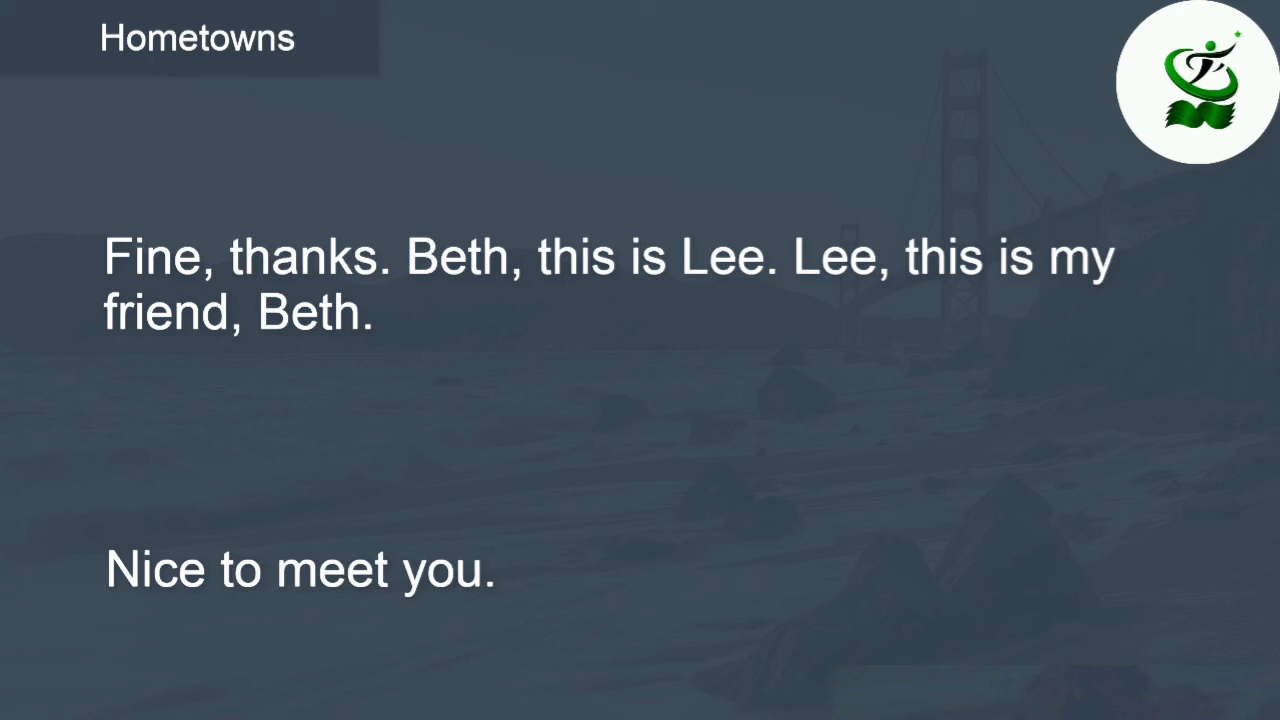 Hometowns
Fine, thanks. Beth, this is Lee. Lee, this is my
friend, Beth.
Nice to meet you.